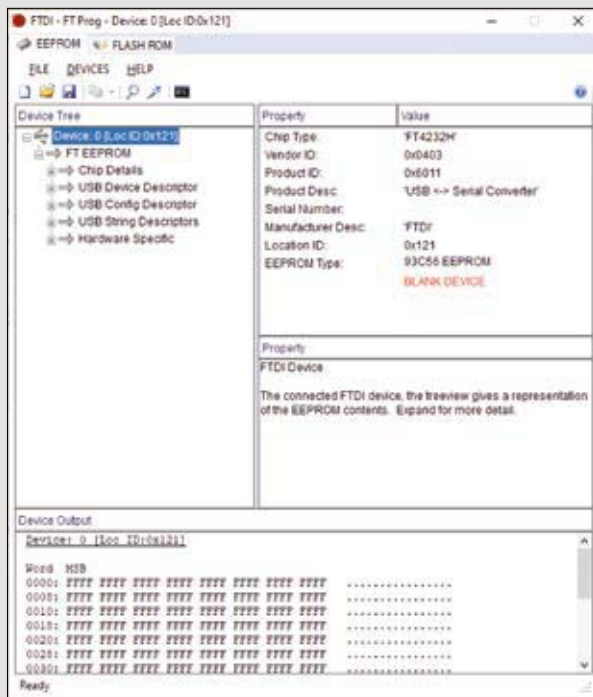 FTDI - FT Prog - Device: 0 [Loc ID:0x121]
EEPROM FLASH ROM
FILE DEVICES HELP
Device Tree
Device: 0 [Loc ID:0x121]
FT EEPROM
Chip Details
USB Device Descriptor
USB Config Descriptor
USB String Descriptors
Hardware Specific
Property Value
Chip Type: 'FT4232H'
Vendor ID: 0x0403
Product ID: 0x6011
Product Desc: 'USB <-> Serial Converter'
Serial Number:
Manufacturer Desc: 'FTDI'
Location ID: 0x121
EEPROM Type: 93C56 EEPROM
BLANK DEVICE
Property
FTDI Device
The connected FTDI device, the treeview gives a representation
of the EEPROM contents. Expand for more detail.
Device Output
Device: 0 [Loc ID:0x121]
Word MSB
0000: FFFF FFFF FFFF FFFF FFFF FFFF FFFF FFFF ................
0008: FFFF FFFF FFFF FFFF FFFF FFFF FFFF FFFF ................
0010: FFFF FFFF FFFF FFFF FFFF FFFF FFFF FFFF ................
0018: FFFF FFFF FFFF FFFF FFFF FFFF FFFF FFFF ................
0020: FFFF FFFF FFFF FFFF FFFF FFFF FFFF FFFF ................
0028: FFFF FFFF FFFF FFFF FFFF FFFF FFFF FFFF ................
0030: FFFF FFFF FFFF FFFF FFFF FFFF FFFF FFFF ................
Ready